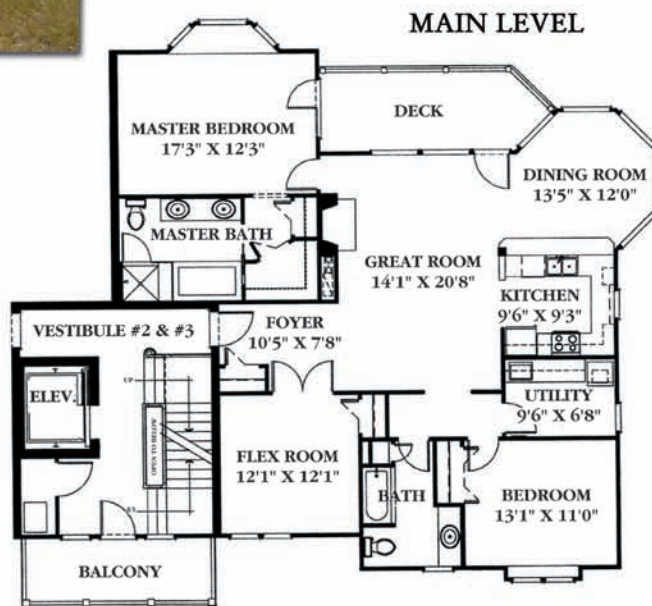 MAIN LEVEL
MASTER BEDROOM
17'3" X 12'3"
DECK
DINING ROOM
13'5" X 12'0"
MASTER BATH
GREAT ROOM
14'1" X 20'8"
KITCHEN
9'6" X 9'3"
VESTIBULE #2 & #3
FOYER
10'5" X 7'8"
ELEV.
UP
OPEN TO BELOW
UTILITY
9'6" X 6'8"
FLEX ROOM
12'1" X 12'1"
BATH
BEDROOM
13'1" X 11'0"
BALCONY